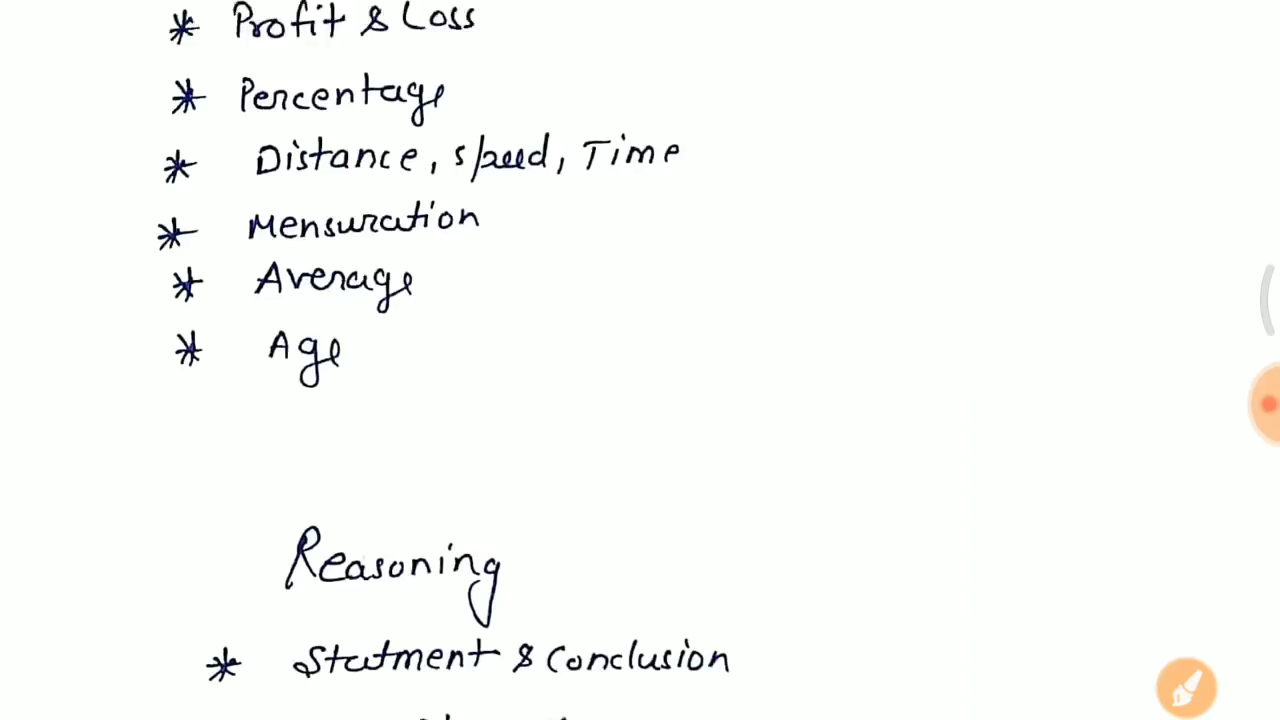 * Profit & Loss
* Percentage
* Distance, Speed, Time
* Mensuration
* Average
* Age
Reasoning
* Statment & Conclusion